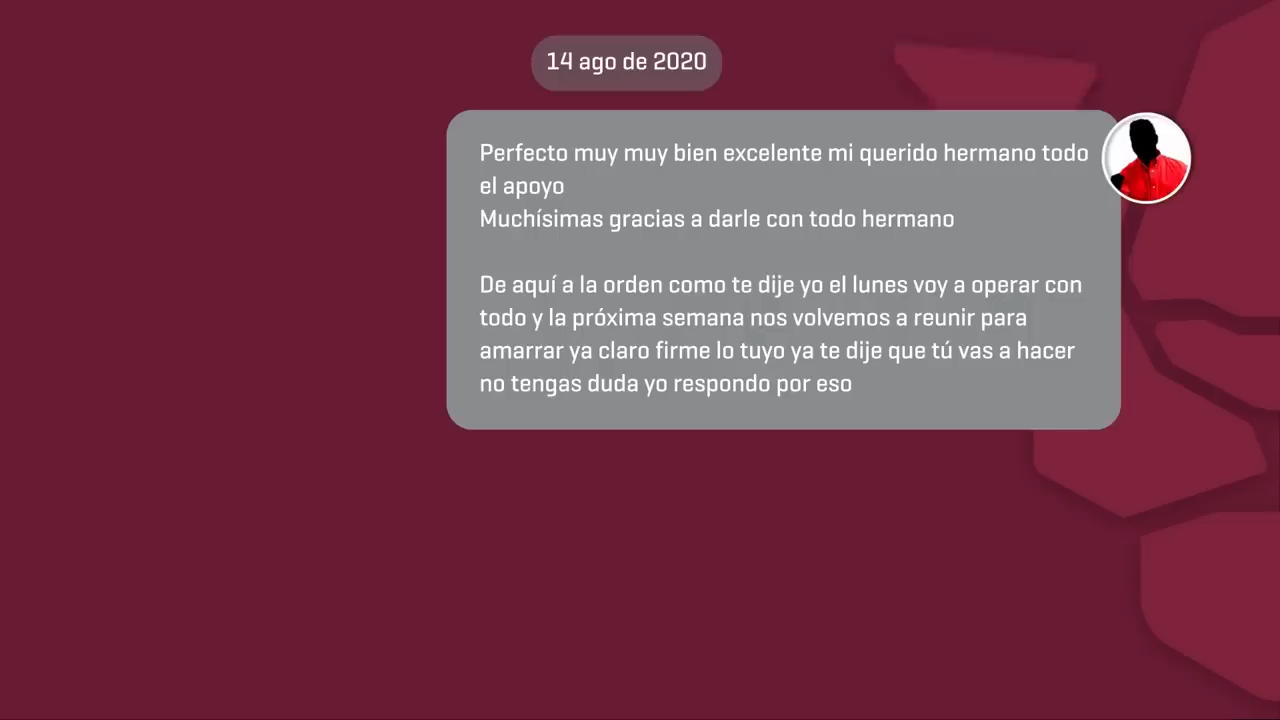 14 ago de 2020
Perfecto muy muy bien excelente mi querido hermano todo
el apoyo
Muchísimas gracias a darle con todo hermano
De aquí a la orden como te dije yo el lunes voy a operar con
todo y la próxima semana nos volvemos a reunir para
amarrar ya claro firme lo tuyo ya te dije que tú vas a hacer
no tengas duda yo respondo por eso